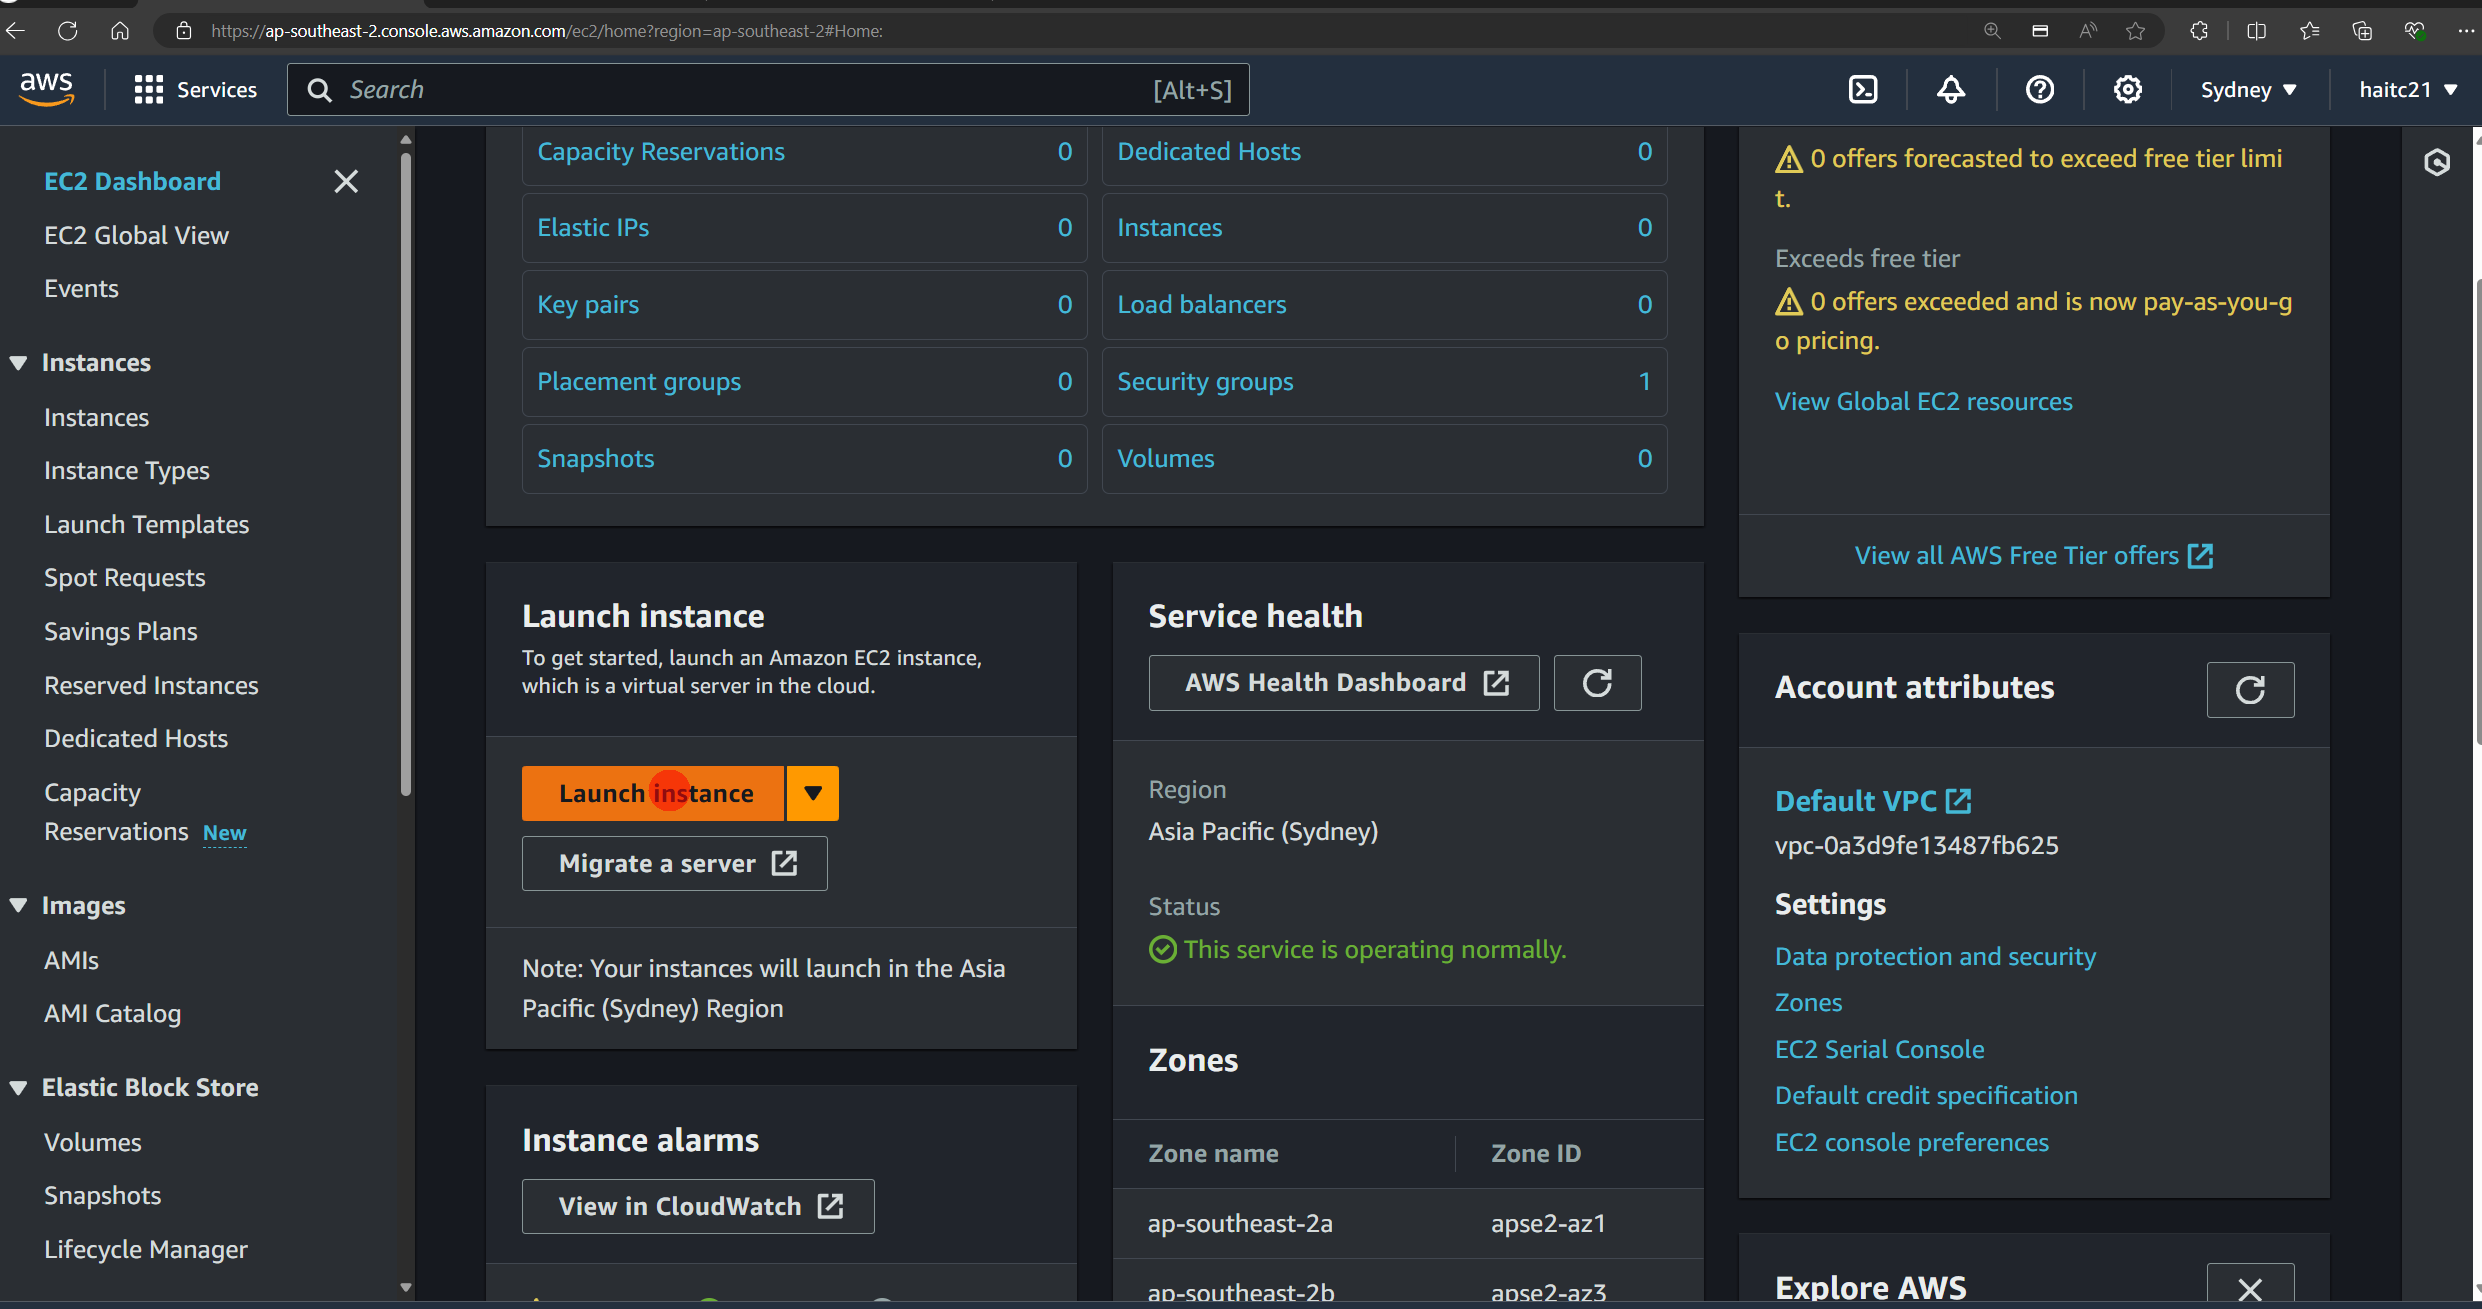 https://ap-southeast-2.console.aws.amazon.com/ec2/home?region=ap-southeast-2#Home:
aws
Services
Search
[Alt+S]
Sydney
haitc21
EC2 Dashboard
EC2 Global View
Events
Instances
Instances
Instance Types
Launch Templates
Spot Requests
Savings Plans
Reserved Instances
Dedicated Hosts
Capacity
Reservations New
Images
AMIs
AMI Catalog
Elastic Block Store
Volumes
Snapshots
Lifecycle Manager
Capacity Reservations 0
Dedicated Hosts 0
Elastic IPs 0
Instances 0
Key pairs 0
Load balancers 0
Placement groups 0
Security groups 1
Snapshots 0
Volumes 0
Launch instance
To get started, launch an Amazon EC2 instance,
which is a virtual server in the cloud.
Launch instance
Migrate a server
Note: Your instances will launch in the Asia
Pacific (Sydney) Region
Instance alarms
View in CloudWatch
Service health
AWS Health Dashboard
Region
Asia Pacific (Sydney)
Status
This service is operating normally.
Zones
Zone name Zone ID
ap-southeast-2a apse2-az1
ap-southeast-2b apse2-az3
0 offers forecasted to exceed free tier limi
t.
Exceeds free tier
0 offers exceeded and is now pay-as-you-g
o pricing.
View Global EC2 resources
View all AWS Free Tier offers
Account attributes
Default VPC
vpc-0a3d9fe13487fb625
Settings
Data protection and security
Zones
EC2 Serial Console
Default credit specification
EC2 console preferences
Explore AWS